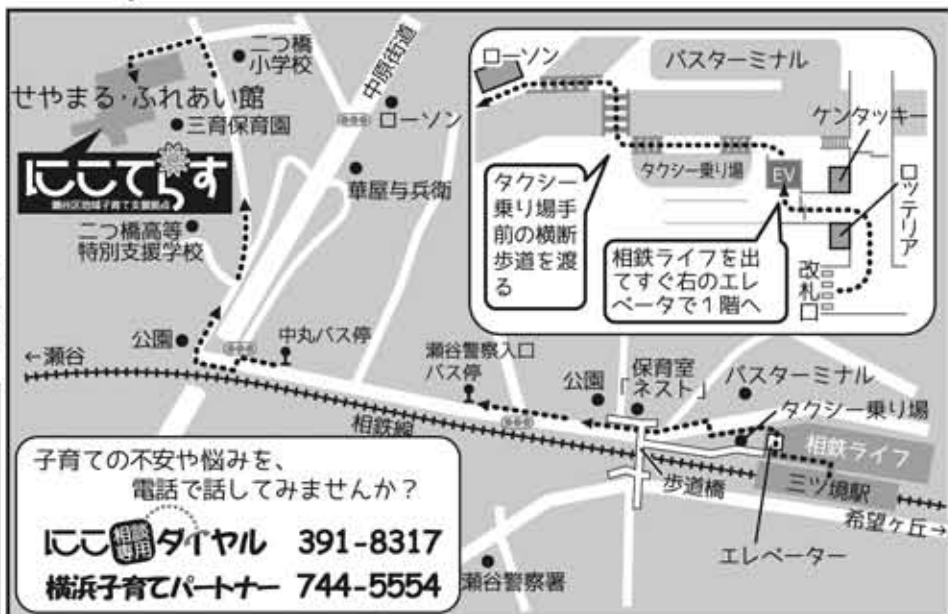 二つ橋
小学校
中原街道
せやまる・ふれあい館
三育保育園
ローソン
にこてらす
瀬谷区地域子育て支援拠点
華屋与兵衛
二つ橋高等
特別支援学校
ローソン
バスターミナル
ケンタッキー
タクシー乗り場
EV
ロッテリア
タクシー
乗り場手
前の横断
歩道を渡
る
相鉄ライフを出
てすぐ右のエレ
ベータで1階へ
改札口
公園
中丸バス停
←瀬谷
瀬谷警察入口
バス停
公園
保育室
「ネスト」
バスターミナル
タクシー乗り場
相鉄線
相鉄ライフ
歩道橋
三ツ境駅
希望ヶ丘→
エレベーター
瀬谷警察署
子育ての不安や悩みを、
電話で話してみませんか?
にこ相談専用ダイヤル 391-8317
横浜子育てパートナー 744-5554